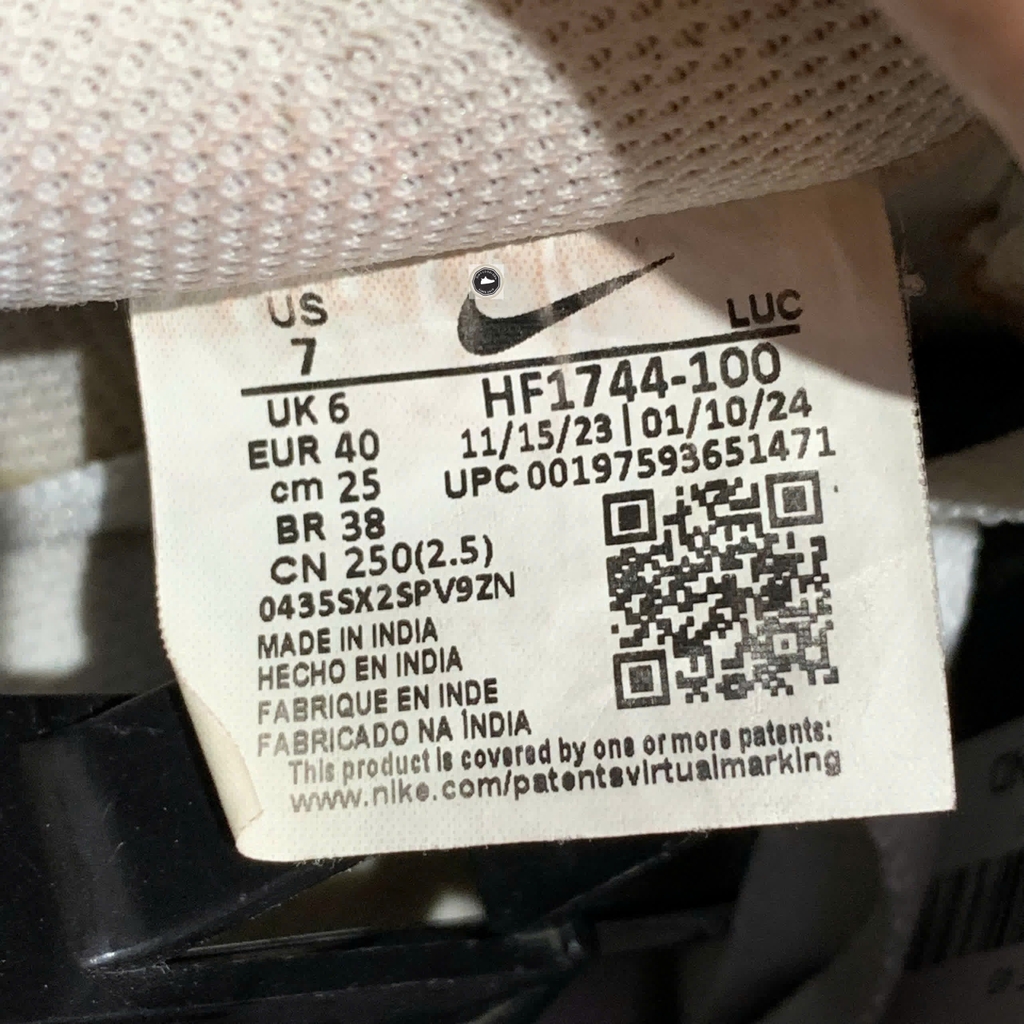 US
7
LUC
UK 6
EUR 40
cm 25
BR 38
CN 250(2.5)
HF1744-100
11/15/23 | 01/10/24
UPC 00197593651471
0435SX2SPV9ZN
MADE IN INDIA
HECHO EN INDIA
FABRIQUE EN INDE
FABRICADO NA ÍNDIA
This product is covered by one or more patents:
www.nike.com/patentsvirtualmarking